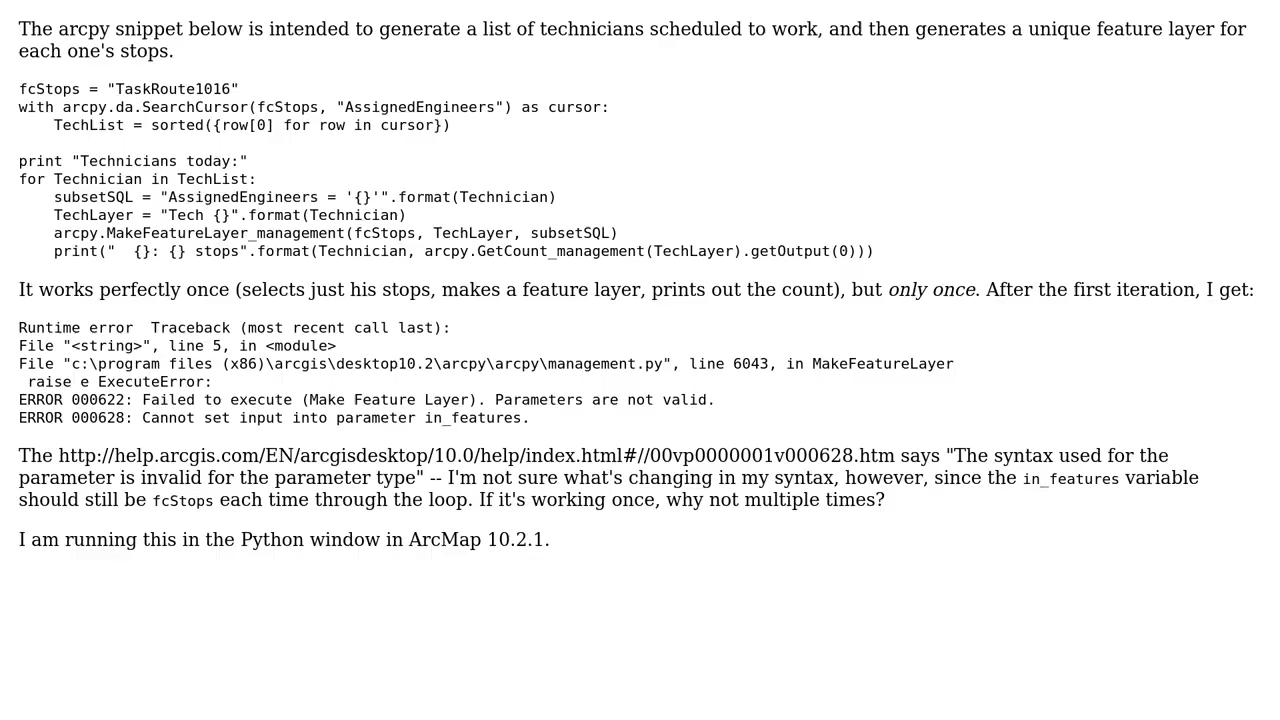 The arcpy snippet below is intended to generate a list of technicians scheduled to work, and then generates a unique feature layer for
each one's stops.
fcStops = "TaskRoute1016"
with arcpy.da.SearchCursor(fcStops, "AssignedEngineers") as cursor:
    TechList = sorted({row[0] for row in cursor})
print "Technicians today:"
for Technician in TechList:
    subsetSQL = "AssignedEngineers = '{}'".format(Technician)
    TechLayer = "Tech {}".format(Technician)
    arcpy.MakeFeatureLayer_management(fcStops, TechLayer, subsetSQL)
    print("  {}: {} stops".format(Technician, arcpy.GetCount_management(TechLayer).getOutput(0)))
It works perfectly once (selects just his stops, makes a feature layer, prints out the count), but only once. After the first iteration, I get:
Runtime error  Traceback (most recent call last):
File "<string>", line 5, in <module>
File "c:\program files (x86)\arcgis\desktop10.2\arcpy\arcpy\management.py", line 6043, in MakeFeatureLayer
 raise e ExecuteError:
ERROR 000622: Failed to execute (Make Feature Layer). Parameters are not valid.
ERROR 000628: Cannot set input into parameter in_features.
The http://help.arcgis.com/EN/arcgisdesktop/10.0/help/index.html#//00vp0000001v000628.htm says "The syntax used for the
parameter is invalid for the parameter type" -- I'm not sure what's changing in my syntax, however, since the in_features variable
should still be fcStops each time through the loop. If it's working once, why not multiple times?
I am running this in the Python window in ArcMap 10.2.1.